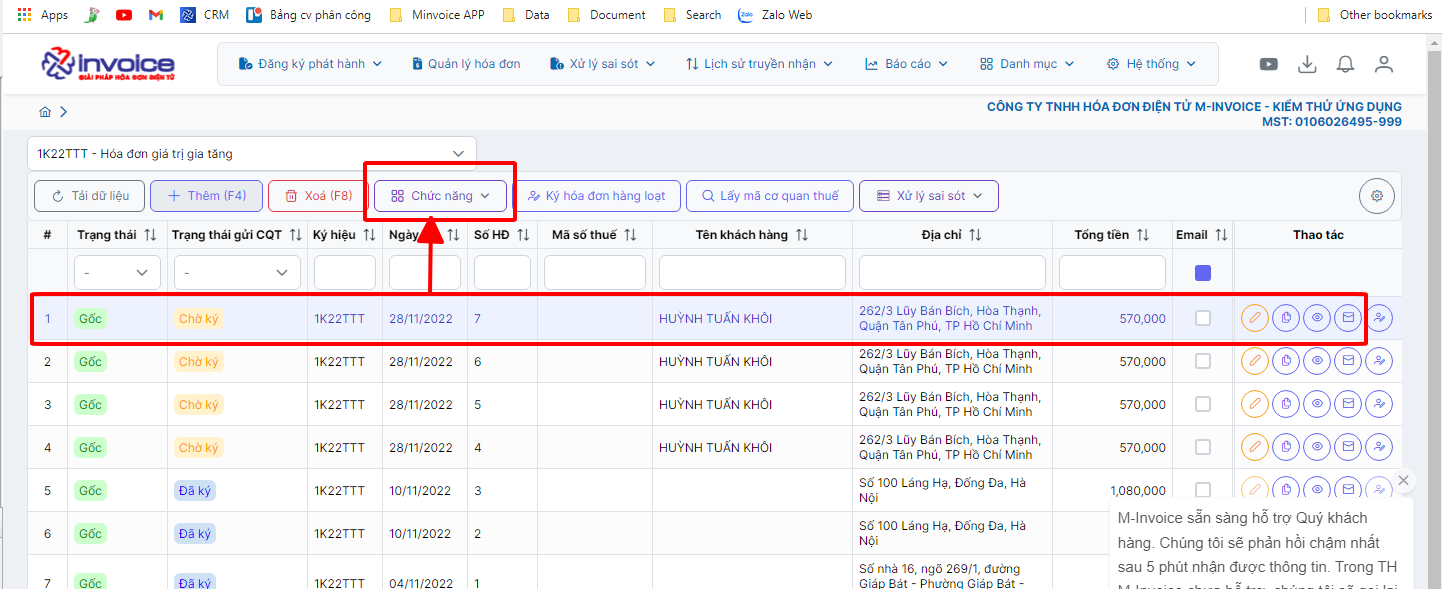 Apps CRM Bảng cv phân công Minvoice APP Data Document Search Zalo Zalo Web Other bookmarks
invoice
GIẢI PHÁP HÓA ĐƠN ĐIỆN TỬ
Đăng ký phát hành Quản lý hóa đơn Xử lý sai sót Lịch sử truyền nhận Báo cáo Danh mục Hệ thống
CÔNG TY TNHH HÓA ĐƠN ĐIỆN TỬ M-INVOICE - KIỂM THỬ ỨNG DỤNG
MST: 0106026495-999
1K22TTT - Hóa đơn giá trị gia tăng
Tải dữ liệu Thêm (F4) Xoá (F8) Chức năng Ký hóa đơn hàng loạt Lấy mã cơ quan thuế Xử lý sai sót
# Trạng thái Trạng thái gửi CQT Ký hiệu Ngày Số HĐ Mã số thuế Tên khách hàng Địa chỉ Tổng tiền Email Thao tác
- -
1 Gốc Chờ ký 1K22TTT 28/11/2022 7 HUỲNH TUẤN KHÔI 262/3 Lũy Bán Bích, Hòa Thạnh, 570,000
Quận Tân Phú, TP Hồ Chí Minh
2 Gốc Chờ ký 1K22TTT 28/11/2022 6 HUỲNH TUẤN KHÔI 262/3 Lũy Bán Bích, Hòa Thạnh, 570,000
Quận Tân Phú, TP Hồ Chí Minh
3 Gốc Chờ ký 1K22TTT 28/11/2022 5 HUỲNH TUẤN KHÔI 262/3 Lũy Bán Bích, Hòa Thạnh, 570,000
Quận Tân Phú, TP Hồ Chí Minh
4 Gốc Chờ ký 1K22TTT 28/11/2022 4 HUỲNH TUẤN KHÔI 262/3 Lũy Bán Bích, Hòa Thạnh, 570,000
Quận Tân Phú, TP Hồ Chí Minh
5 Gốc Đã ký 1K22TTT 10/11/2022 3 Số 100 Láng Hạ, Đống Đa, Hà 1,080,000
Nội
6 Gốc Đã ký 1K22TTT 10/11/2022 2 Số 100 Láng Hạ, Đống Đa, Hà
Nội
7 Gốc Đã ký 1K22TTT 04/11/2022 1 Số nhà 16, ngõ 269/1, đường
Giáp Bát - Phường Giáp Bát -
M-Invoice sẵn sàng hỗ trợ Quý khách
hàng. Chúng tôi sẽ phản hồi chậm nhất
sau 5 phút nhận được thông tin. Trong TH
M-Invoice chưa hỗ trợ, chúng tôi sẽ gọi lại